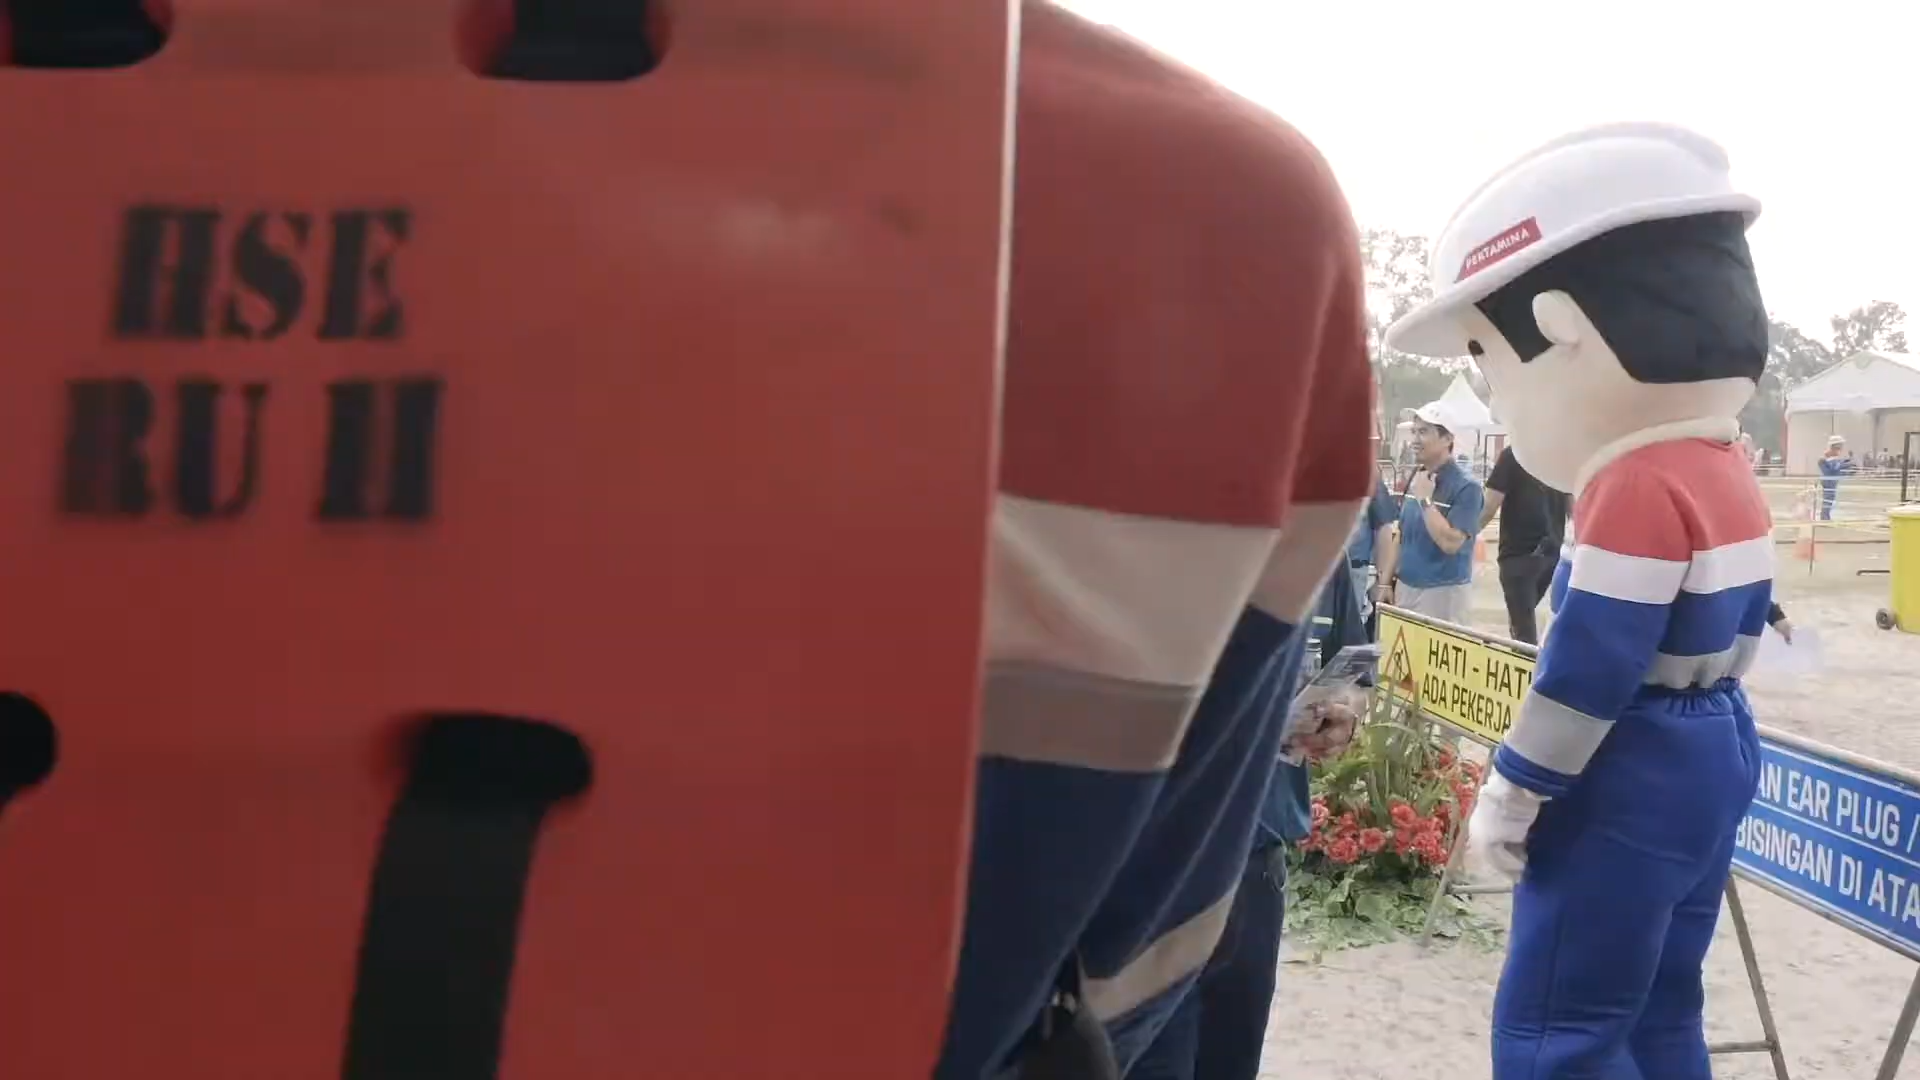 HSE
RU II
PERTAMINA
HATI - HATI
ADA PEKERJA
AN EAR PLUG /
BISINGAN DI ATA